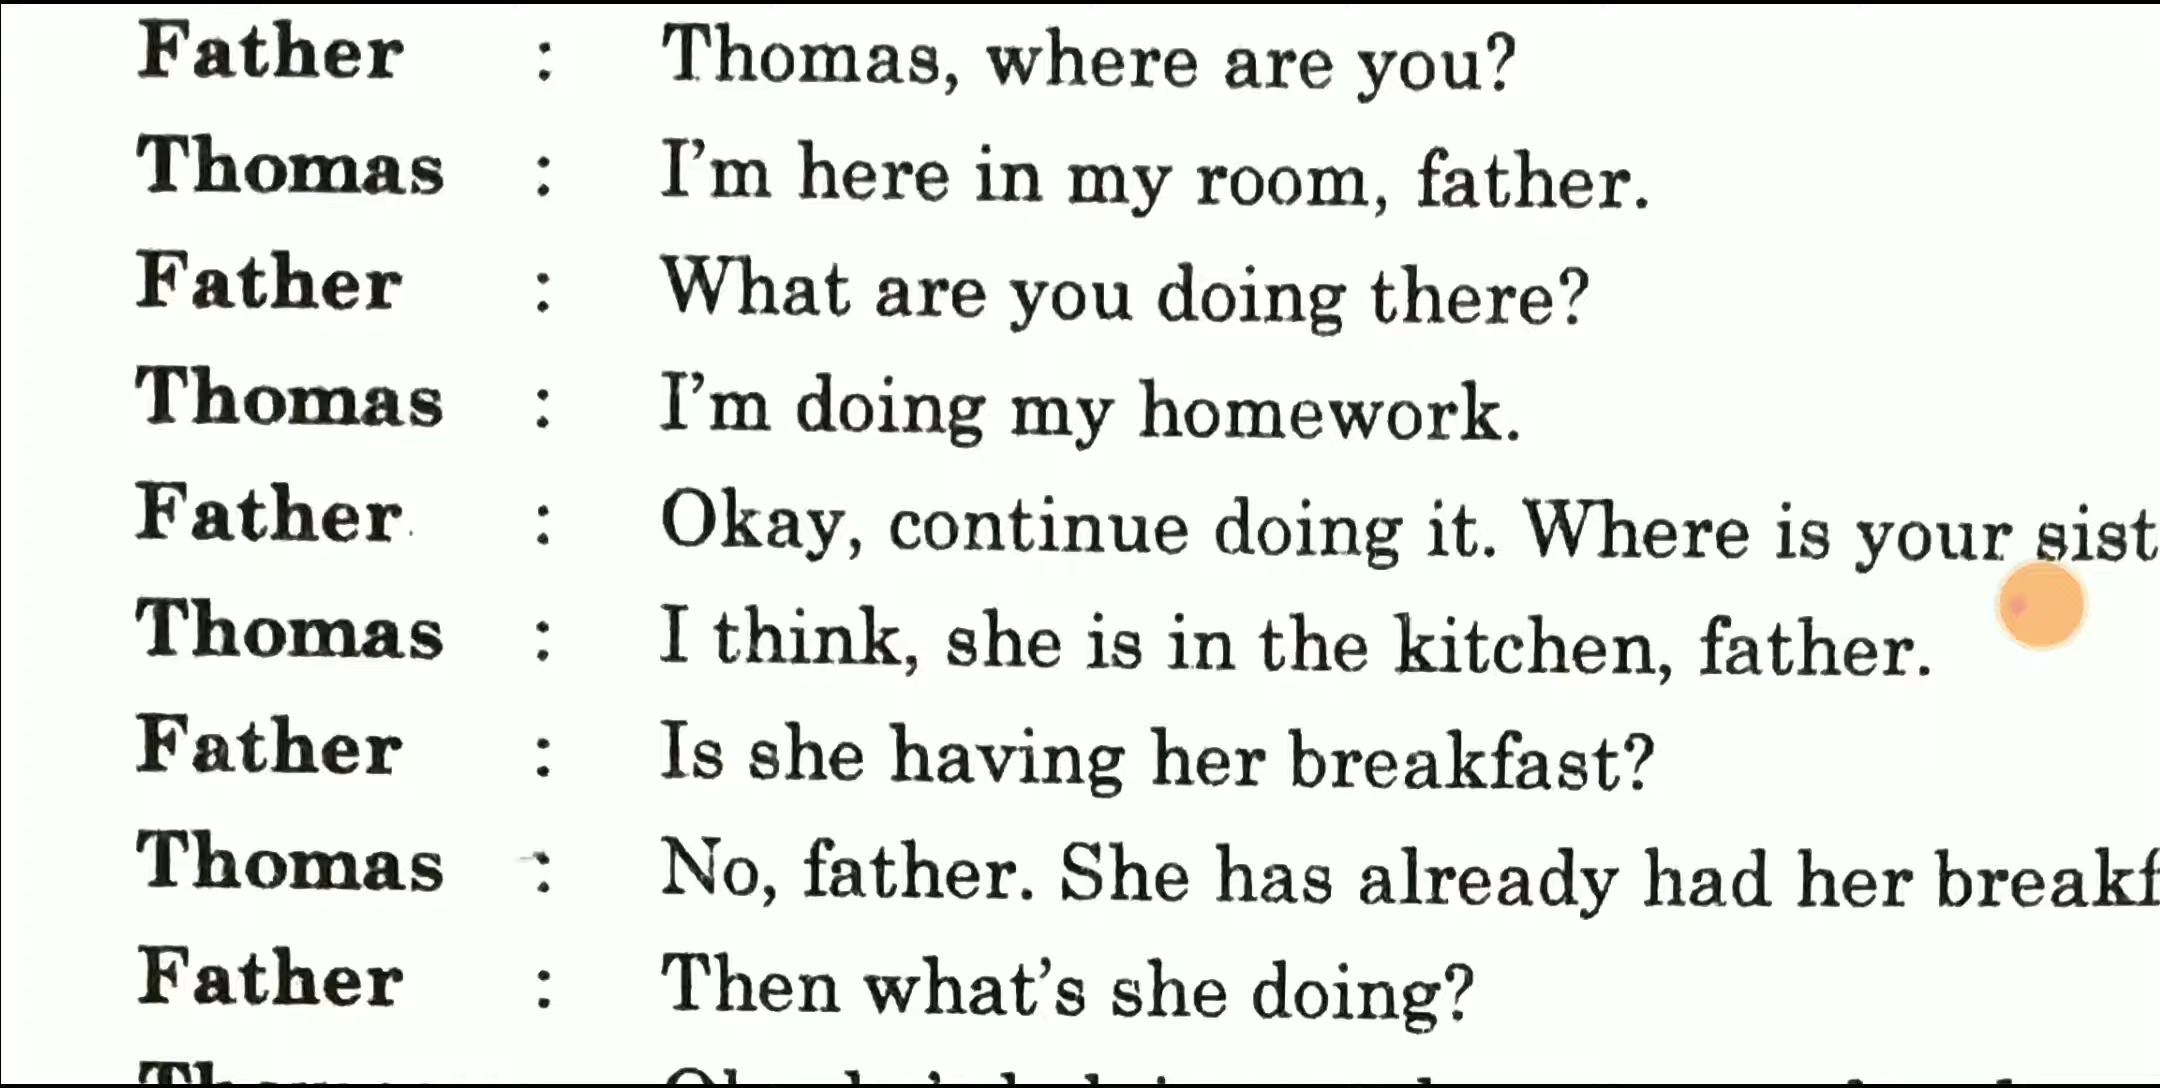 Father : Thomas, where are you?
Thomas : I'm here in my room, father.
Father : What are you doing there?
Thomas : I'm doing my homework.
Father : Okay, continue doing it. Where is your sist
Thomas : I think, she is in the kitchen, father.
Father : Is she having her breakfast?
Thomas : No, father. She has already had her breakf
Father : Then what's she doing?